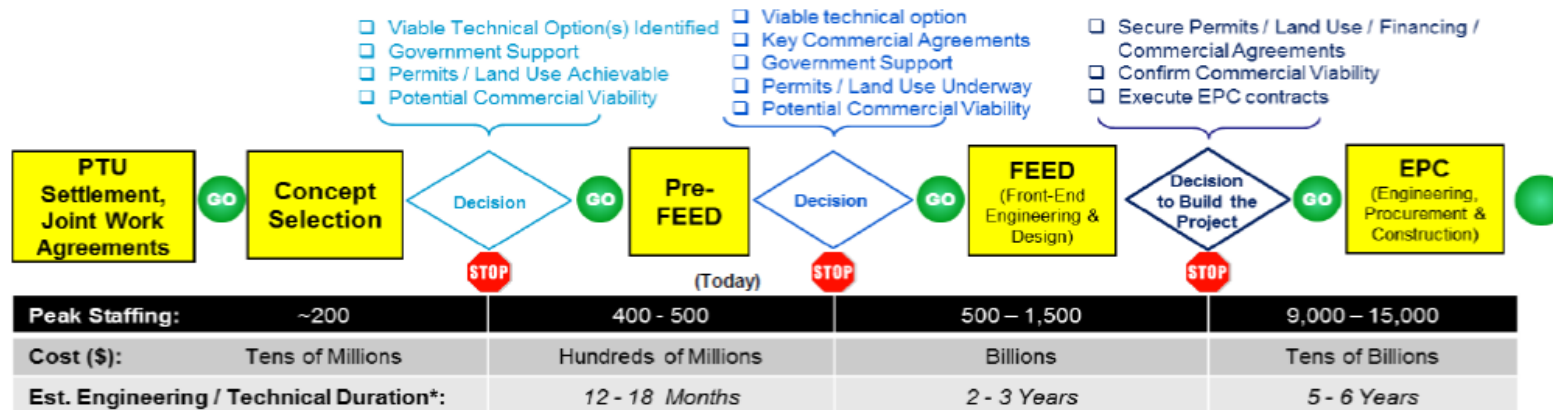 ❑ Viable Technical Option(s) Identified
❑ Government Support
❑ Permits / Land Use Achievable
❑ Potential Commercial Viability
❑ Viable technical option
❑ Key Commercial Agreements
❑ Government Support
❑ Permits / Land Use Underway
❑ Potential Commercial Viability
❑ Secure Permits / Land Use / Financing /
Commercial Agreements
❑ Confirm Commercial Viability
❑ Execute EPC contracts
PTU
Settlement,
Joint Work
Agreements
GO
Concept
Selection
Decision
STOP
GO
Pre-
FEED
(Today)
Decision
STOP
GO
FEED
(Front-End
Engineering &
Design)
Decision
to Build the
Project
STOP
GO
EPC
(Engineering,
Procurement &
Construction)
Peak Staffing: ~200 400 - 500 500 – 1,500 9,000 – 15,000
Cost ($): Tens of Millions Hundreds of Millions Billions Tens of Billions
Est. Engineering / Technical Duration*: 12 - 18 Months 2 - 3 Years 5 - 6 Years